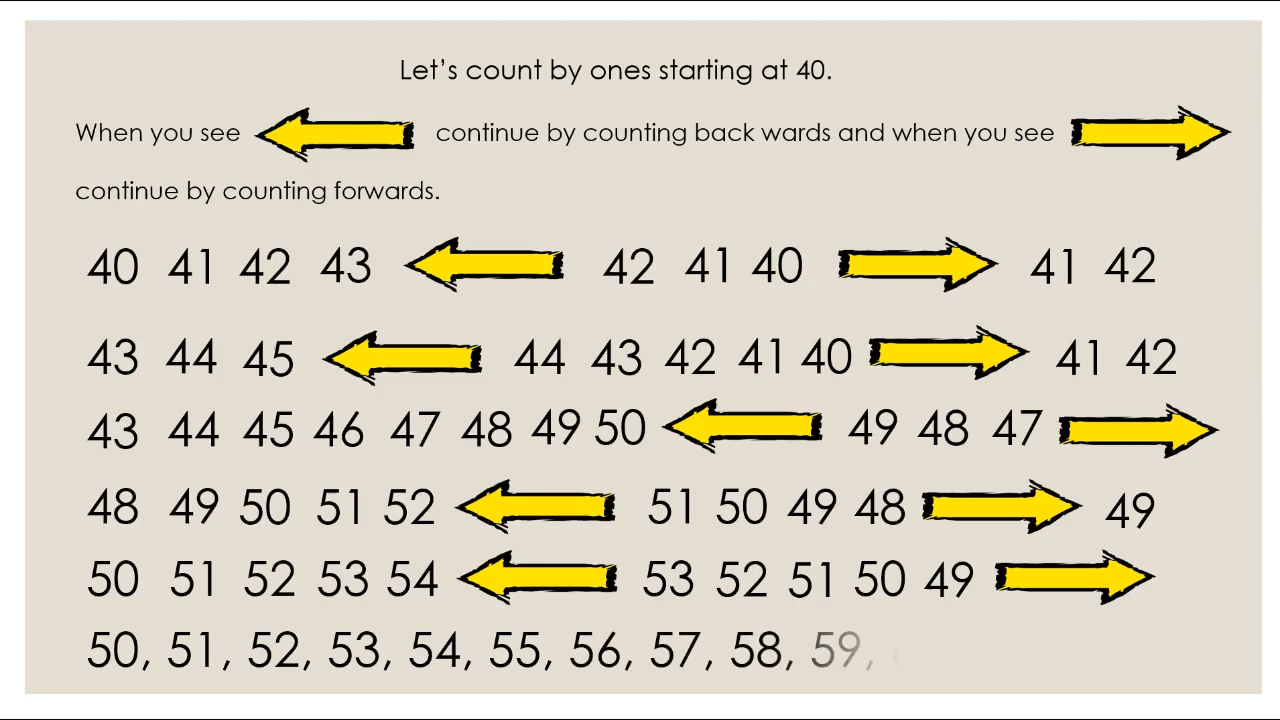 Let's count by ones starting at 40.
When you see continue by counting back wards and when you see
continue by counting forwards.
40 41 42 43 42 41 40 41 42
43 44 45 44 43 42 41 40 41 42
43 44 45 46 47 48 49 50 49 48 47
48 49 50 51 52 51 50 49 48 49
50 51 52 53 54 53 52 51 50 49
50, 51, 52, 53, 54, 55, 56, 57, 58, 59,